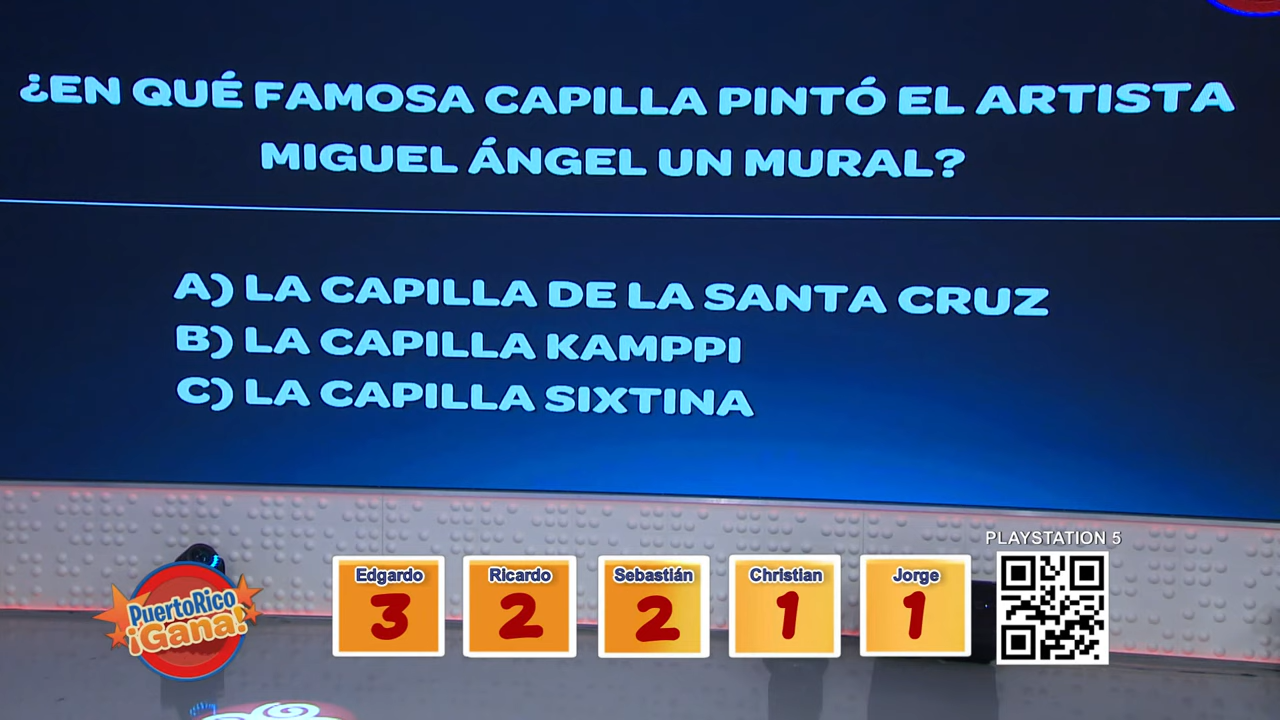 ¿EN QUÉ FAMOSA CAPILLA PINTÓ EL ARTISTA
MIGUEL ÁNGEL UN MURAL?
A) LA CAPILLA DE LA SANTA CRUZ
B) LA CAPILLA KAMPPI
C) LA CAPILLA SIXTINA
PLAYSTATION 5
Edgardo
3
Ricardo
2
Sebastián
2
Christian
1
Jorge
1
PuertoRico
¡Gana!